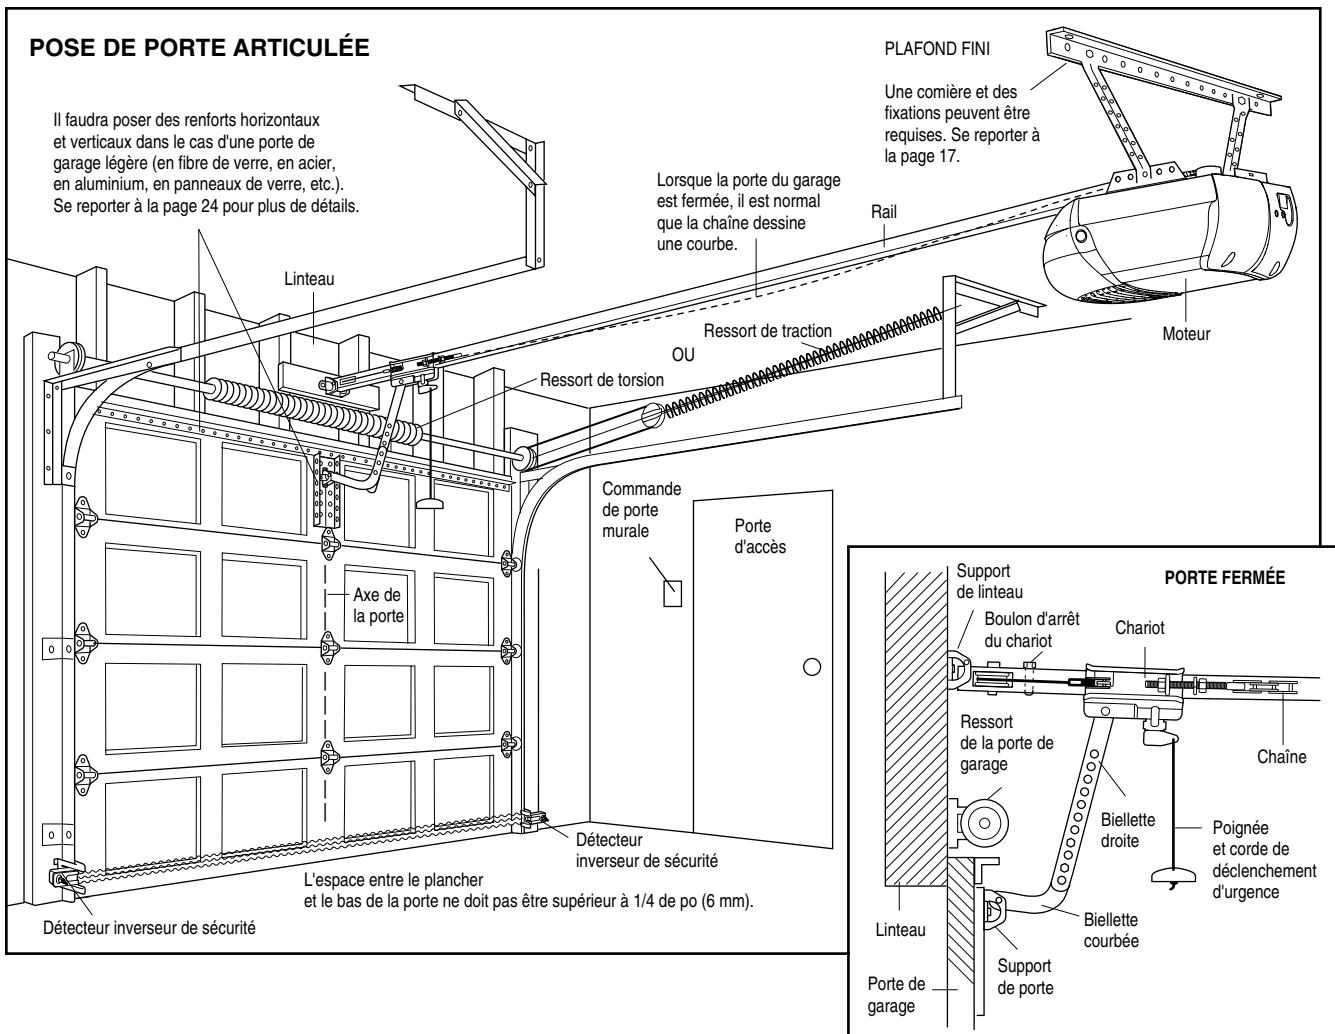 POSE DE PORTE ARTICULÉE
Il faudra poser des renforts horizontaux
et verticaux dans le cas d'une porte de
garage légère (en fibre de verre, en acier,
en aluminium, en panneaux de verre, etc.).
Se reporter à la page 24 pour plus de détails.
PLAFOND FINI
Une cornière et des
fixations peuvent être
requises. Se reporter à
la page 17.
Lorsque la porte du garage
est fermée, il est normal
que la chaîne dessine
une courbe.
Rail
Linteau
Moteur
Ressort de traction
OU
Ressort de torsion
Commande
de porte
murale
Porte
d'accès
Axe de
la porte
Détecteur
inverseur de sécurité
L'espace entre le plancher
et le bas de la porte ne doit pas être supérieur à 1/4 de po (6 mm).
Détecteur inverseur de sécurité
PORTE FERMÉE
Support
de linteau
Boulon d'arrêt
du chariot
Chariot
Ressort
de la porte de
garage
Chaîne
Biellette
droite
Poignée
et corde de
déclenchement
d'urgence
Linteau
Biellette
courbée
Support
de porte
Porte de
garage